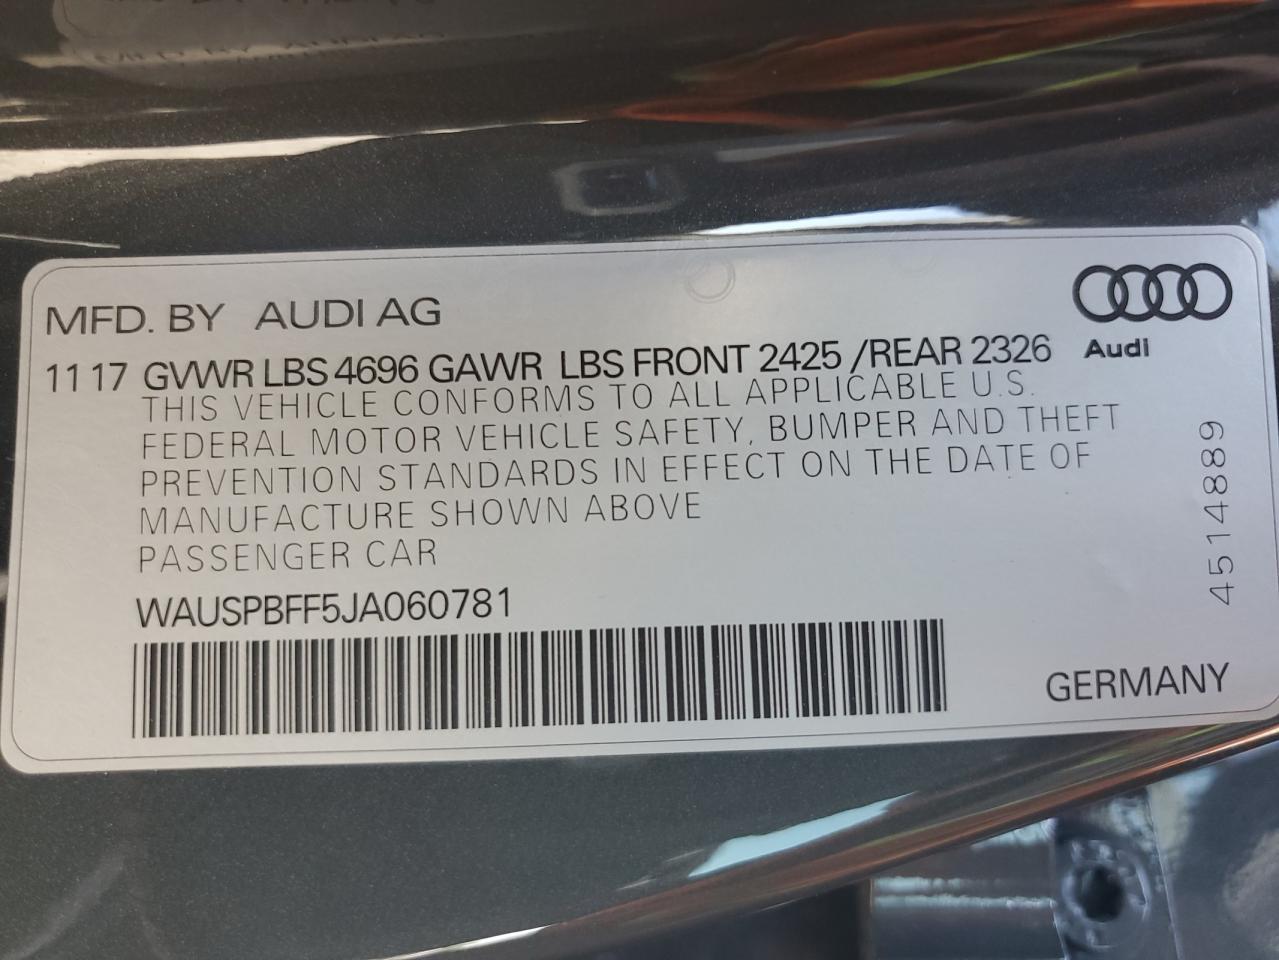 MFD. BY AUDI AG
1117 GVWR LBS 4696 GAWR LBS FRONT 2425 /REAR 2326
Audi
THIS VEHICLE CONFORMS TO ALL APPLICABLE U.S.
FEDERAL MOTOR VEHICLE SAFETY, BUMPER AND THEFT
PREVENTION STANDARDS IN EFFECT ON THE DATE OF
MANUFACTURE SHOWN ABOVE
PASSENGER CAR
WAUSPBFF5JA060781
4514889
GERMANY